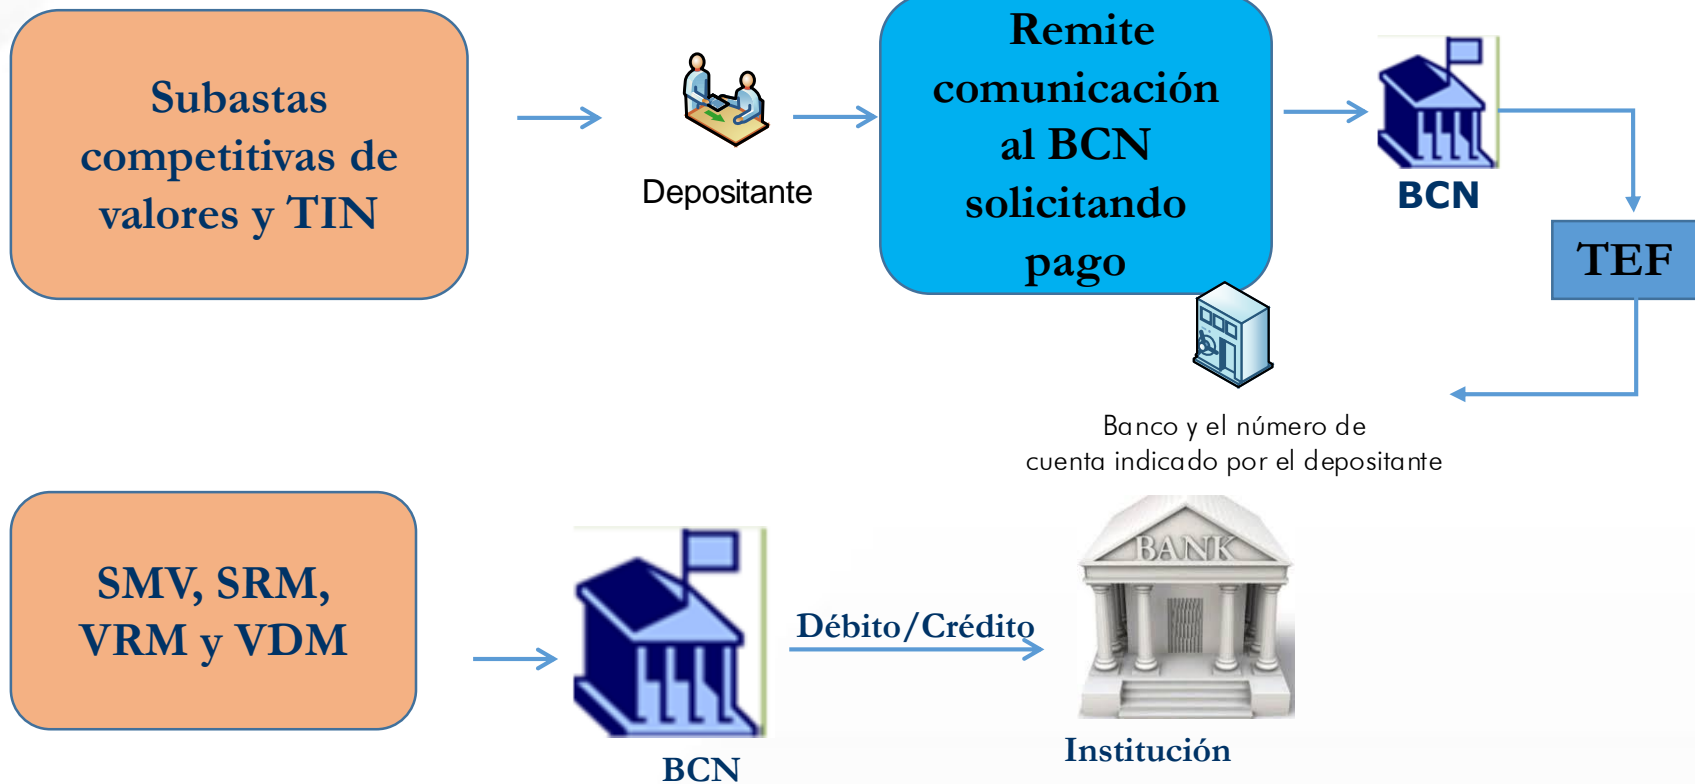 Subastas
competitivas de
valores y TIN
Depositante
Remite
comunicación
al BCN
solicitando
pago
BCN
TEF
Banco y el número de
cuenta indicado por el depositante
SMV, SRM,
VRM y VDM
BCN
Débito/Crédito
BANK
Institución